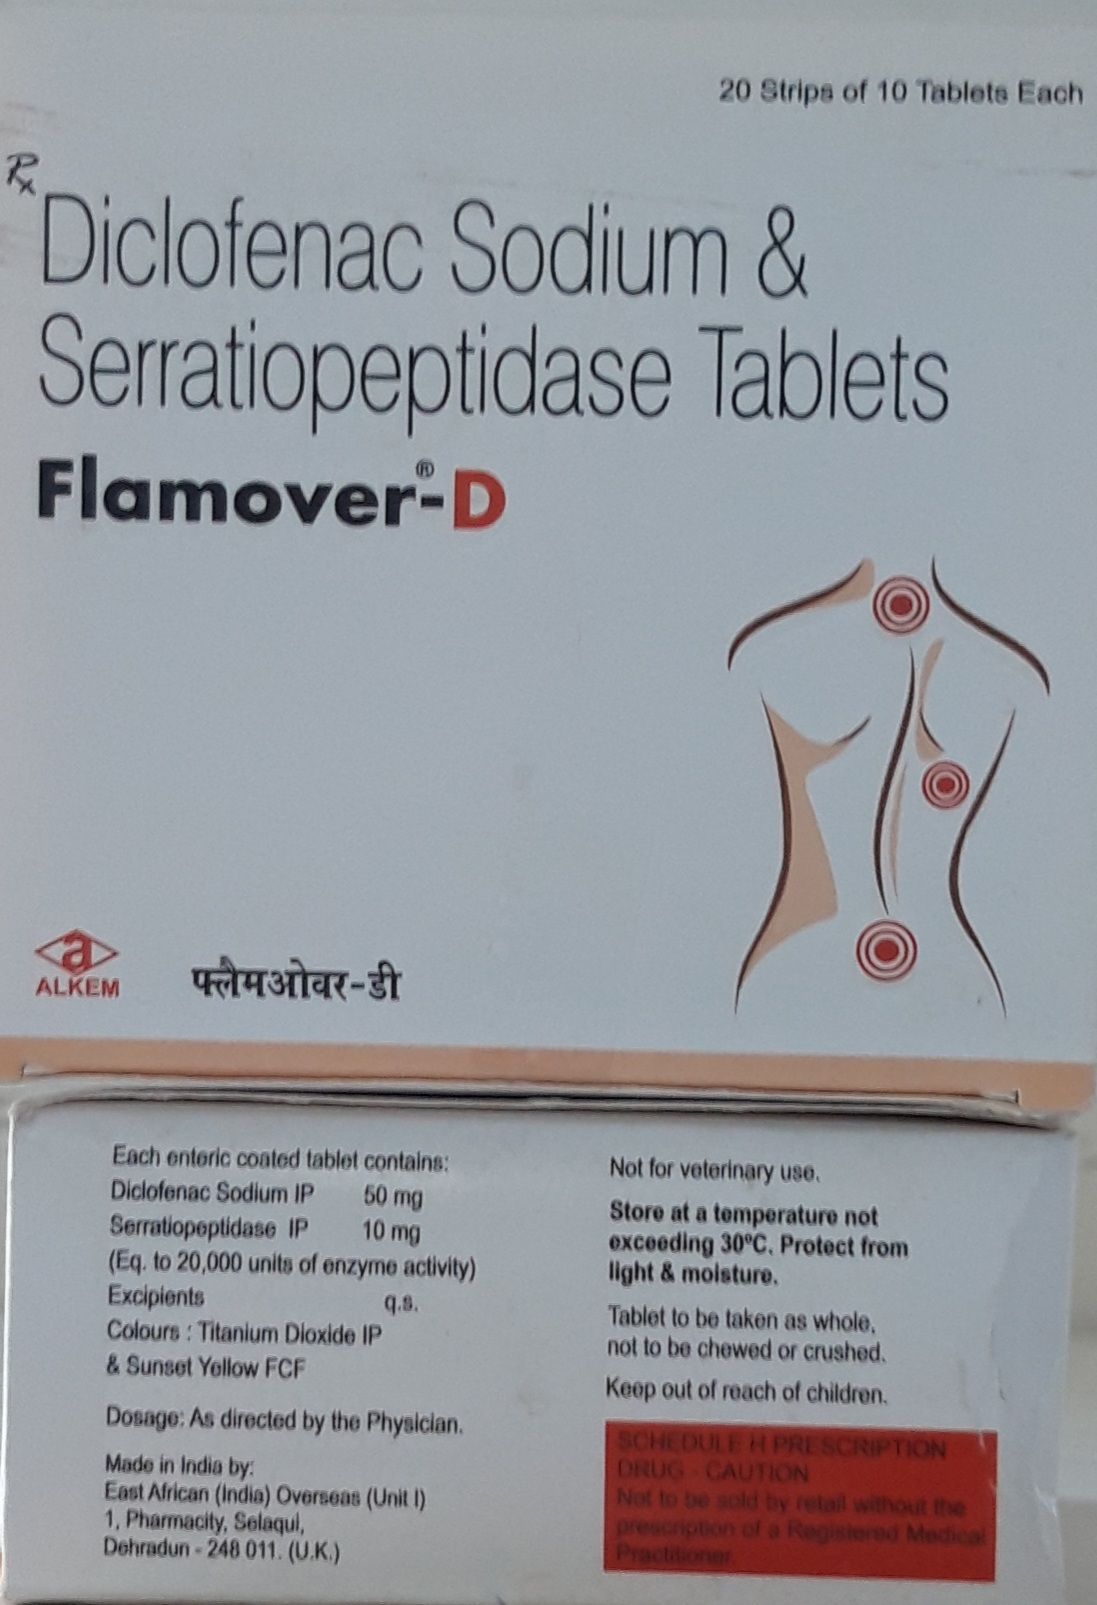 20 Strips of 10 Tablets Each
Rx
Diclofenac Sodium &
Serratiopeptidase Tablets
Flamover®-D
a
ALKEM
फ्लैमओवर-डी
Each enteric coated tablet contains:
Diclofenac Sodium IP 50 mg
Serratiopeptidase IP 10 mg
(Eq. to 20,000 units of enzyme activity)
Excipients q.s.
Colours : Titanium Dioxide IP
& Sunset Yellow FCF
Dosage: As directed by the Physician.
Made in India by:
East African (India) Overseas (Unit I)
1, Pharmacity, Selaqui,
Dehradun - 248 011. (U.K.)
Not for veterinary use.
Store at a temperature not
exceeding 30°C. Protect from
light & moisture.
Tablet to be taken as whole,
not to be chewed or crushed.
Keep out of reach of children.
SCHEDULE H PRESCRIPTION
DRUG - CAUTION
Not to be sold by retail without the
prescription of a Registered Medical
Practitioner.